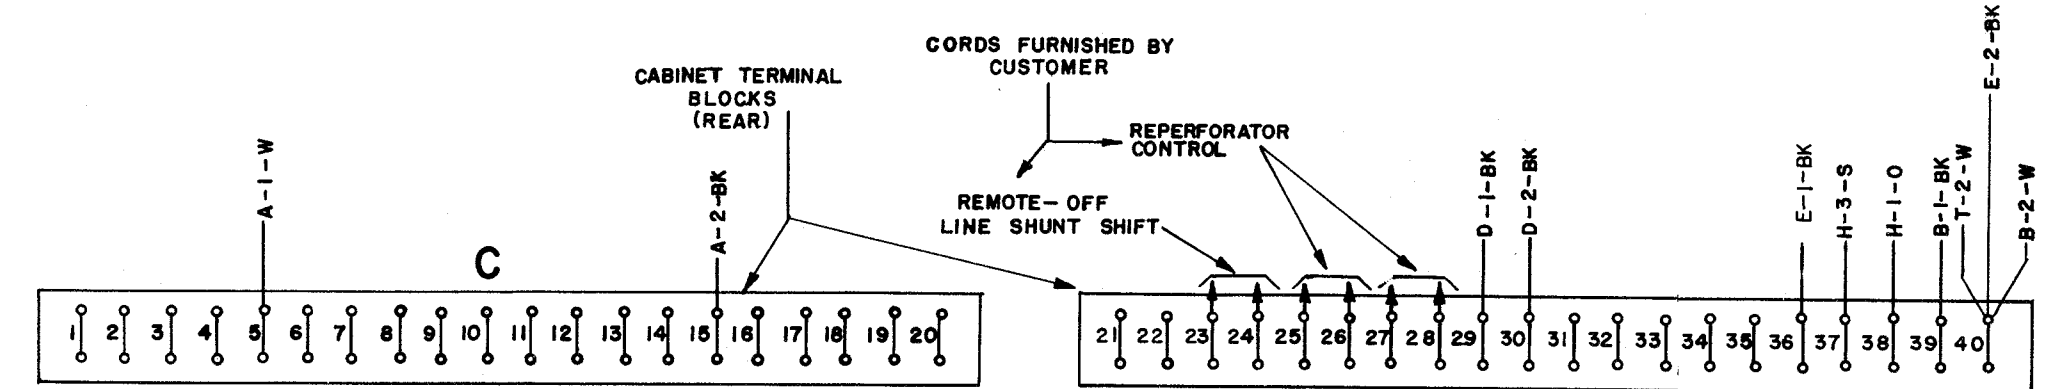 CORDS FURNISHED BY
CUSTOMER
CABINET TERMINAL
BLOCKS
(REAR)
REPERFORATOR
CONTROL
REMOTE-OFF
LINE SHUNT SHIFT
C
A-1-W
A-2-BK
D-1-BK
D-2-BK
E-1-BK
H-3-S
H-1-O
B-1-BK
T-2-W
E-2-BK
B-2-W
1 2 3 4 5 6 7 8 9 10 11 12 13 14 15 16 17 18 19 20
21 22 23 24 25 26 27 28 29 30 31 32 33 34 35 36 37 38 39 40